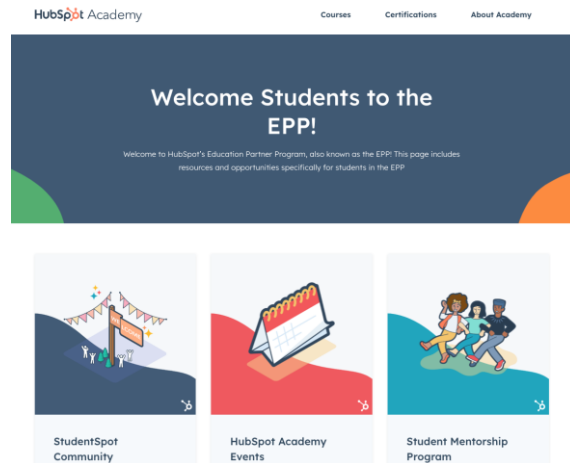 HubSpot Academy
Courses Certifications About Academy
Welcome Students to the
EPP!
Welcome to HubSpot's Education Partner Program, also known as the EPP! This page includes
resources and opportunities specifically for students in the EPP
StudentSpot
Community
HubSpot Academy
Events
Student Mentorship
Program